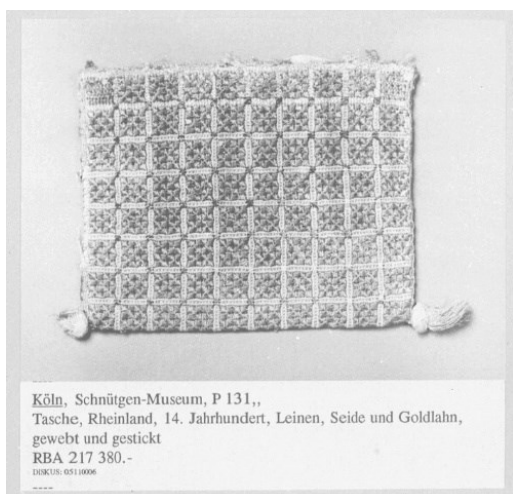 Köln, Schnütgen-Museum, P 131,,
Tasche, Rheinland, 14. Jahrhundert, Leinen, Seide und Goldlahn,
gewebt und gestickt
RBA 217 380.-
DISKUS: 05110006